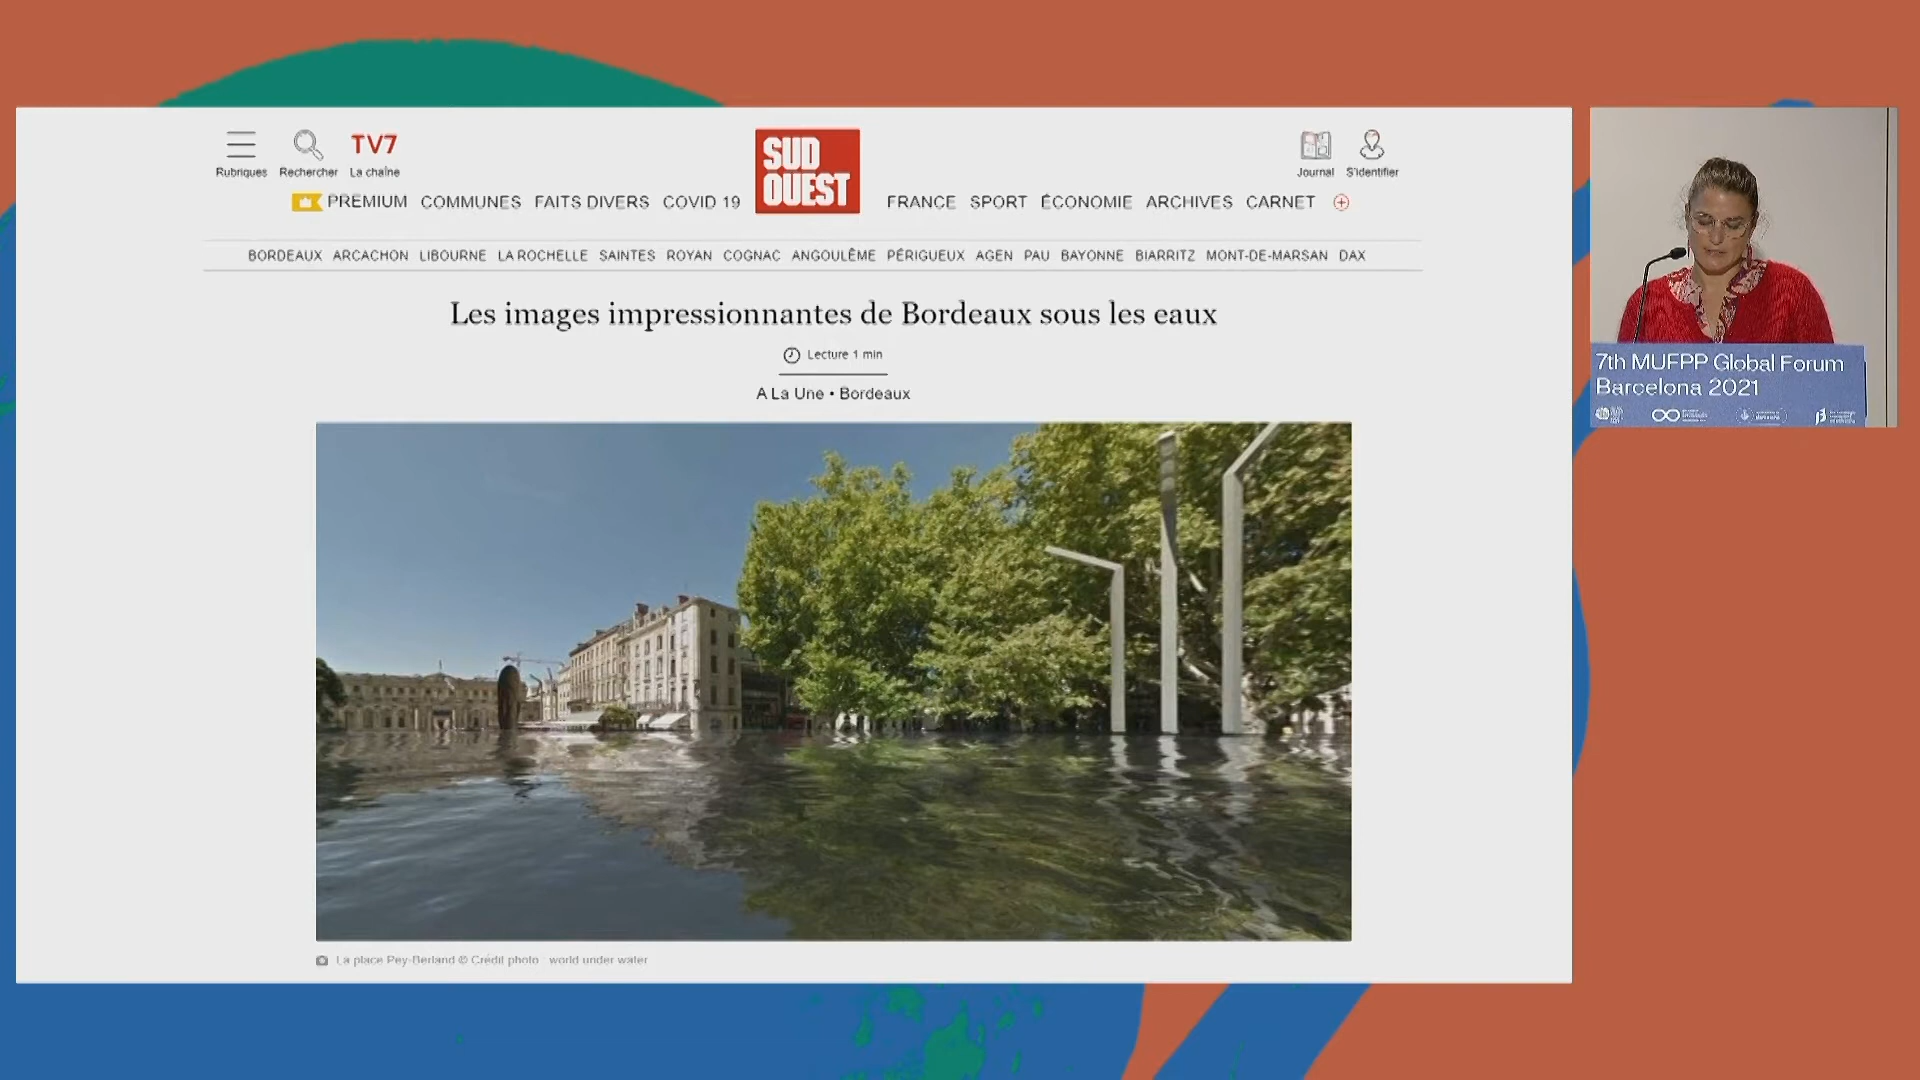 TV7
Rubriques
Rechercher
La chaîne
SUD
OUEST
Journal
S'identifier
PREMIUM COMMUNES FAITS DIVERS COVID 19
FRANCE SPORT ÉCONOMIE ARCHIVES CARNET
BORDEAUX ARCACHON LIBOURNE LA ROCHELLE SAINTES ROYAN COGNAC ANGOULÊME PÉRIGUEUX AGEN PAU BAYONNE BIARRITZ MONT-DE-MARSAN DAX
Les images impressionnantes de Bordeaux sous les eaux
Lecture 1 min
A La Une • Bordeaux
La place Pey-Berland © Crédit photo : world under water
7th MUFPP Global Forum
Barcelona 2021